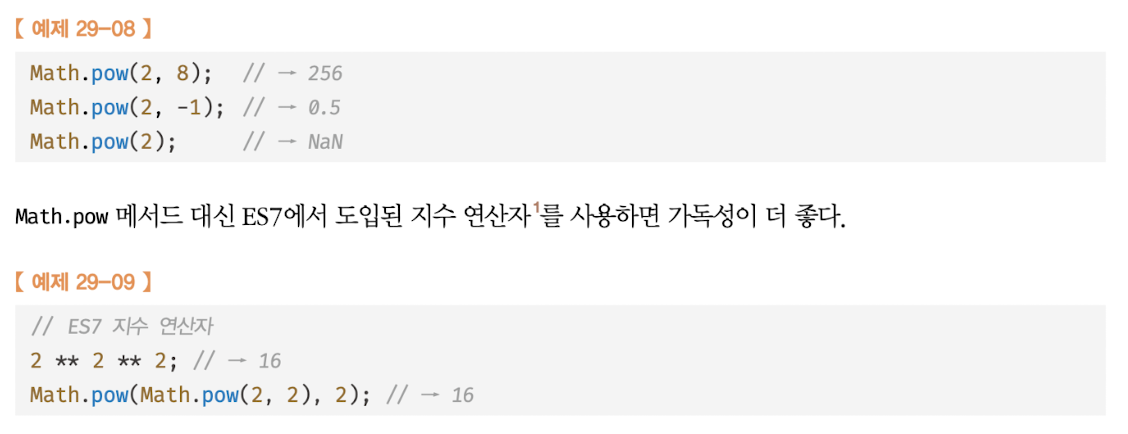 【 예제 29-08 】
Math.pow(2, 8);  // → 256
Math.pow(2, -1); // → 0.5
Math.pow(2);     // → NaN
Math.pow 메서드 대신 ES7에서 도입된 지수 연산자1를 사용하면 가독성이 더 좋다.
【 예제 29-09 】
// ES7 지수 연산자
2 ** 2 ** 2; // → 16
Math.pow(Math.pow(2, 2), 2); // → 16